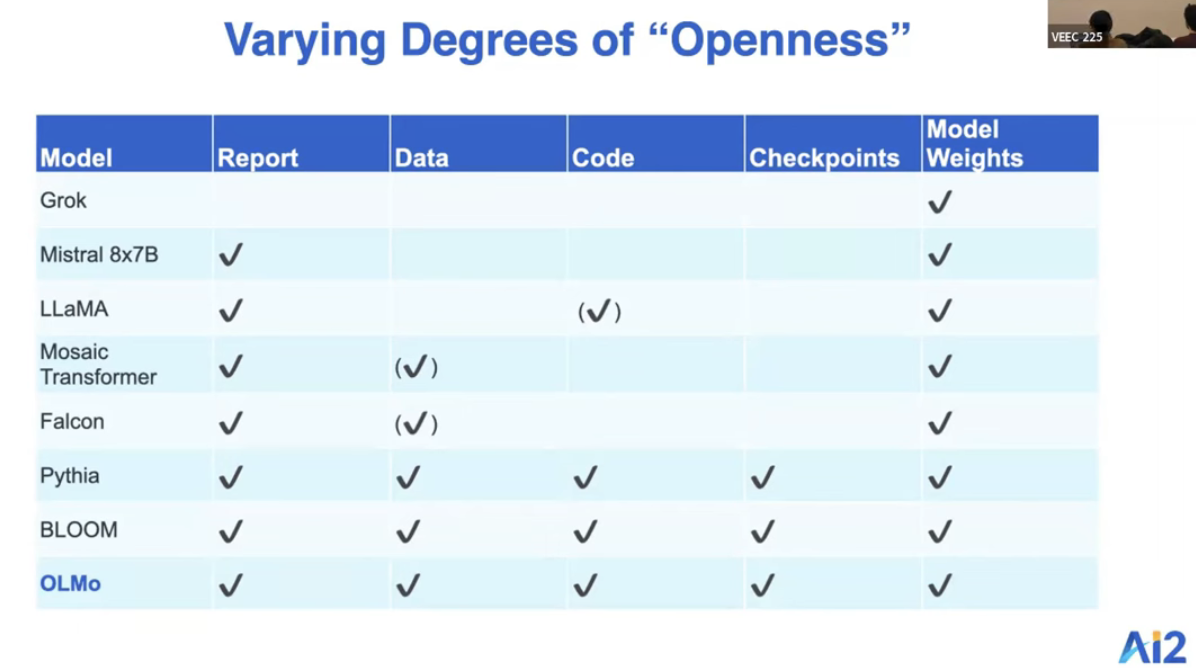 Varying Degrees of “Openness”
VEEC 225
Model Report Data Code Checkpoints Model Weights
Grok ✓
Mistral 8x7B ✓ ✓
LLaMA ✓ (✓) ✓
Mosaic Transformer ✓ (✓) ✓
Falcon ✓ (✓) ✓
Pythia ✓ ✓ ✓ ✓ ✓
BLOOM ✓ ✓ ✓ ✓ ✓
OLMo ✓ ✓ ✓ ✓ ✓
Ai2